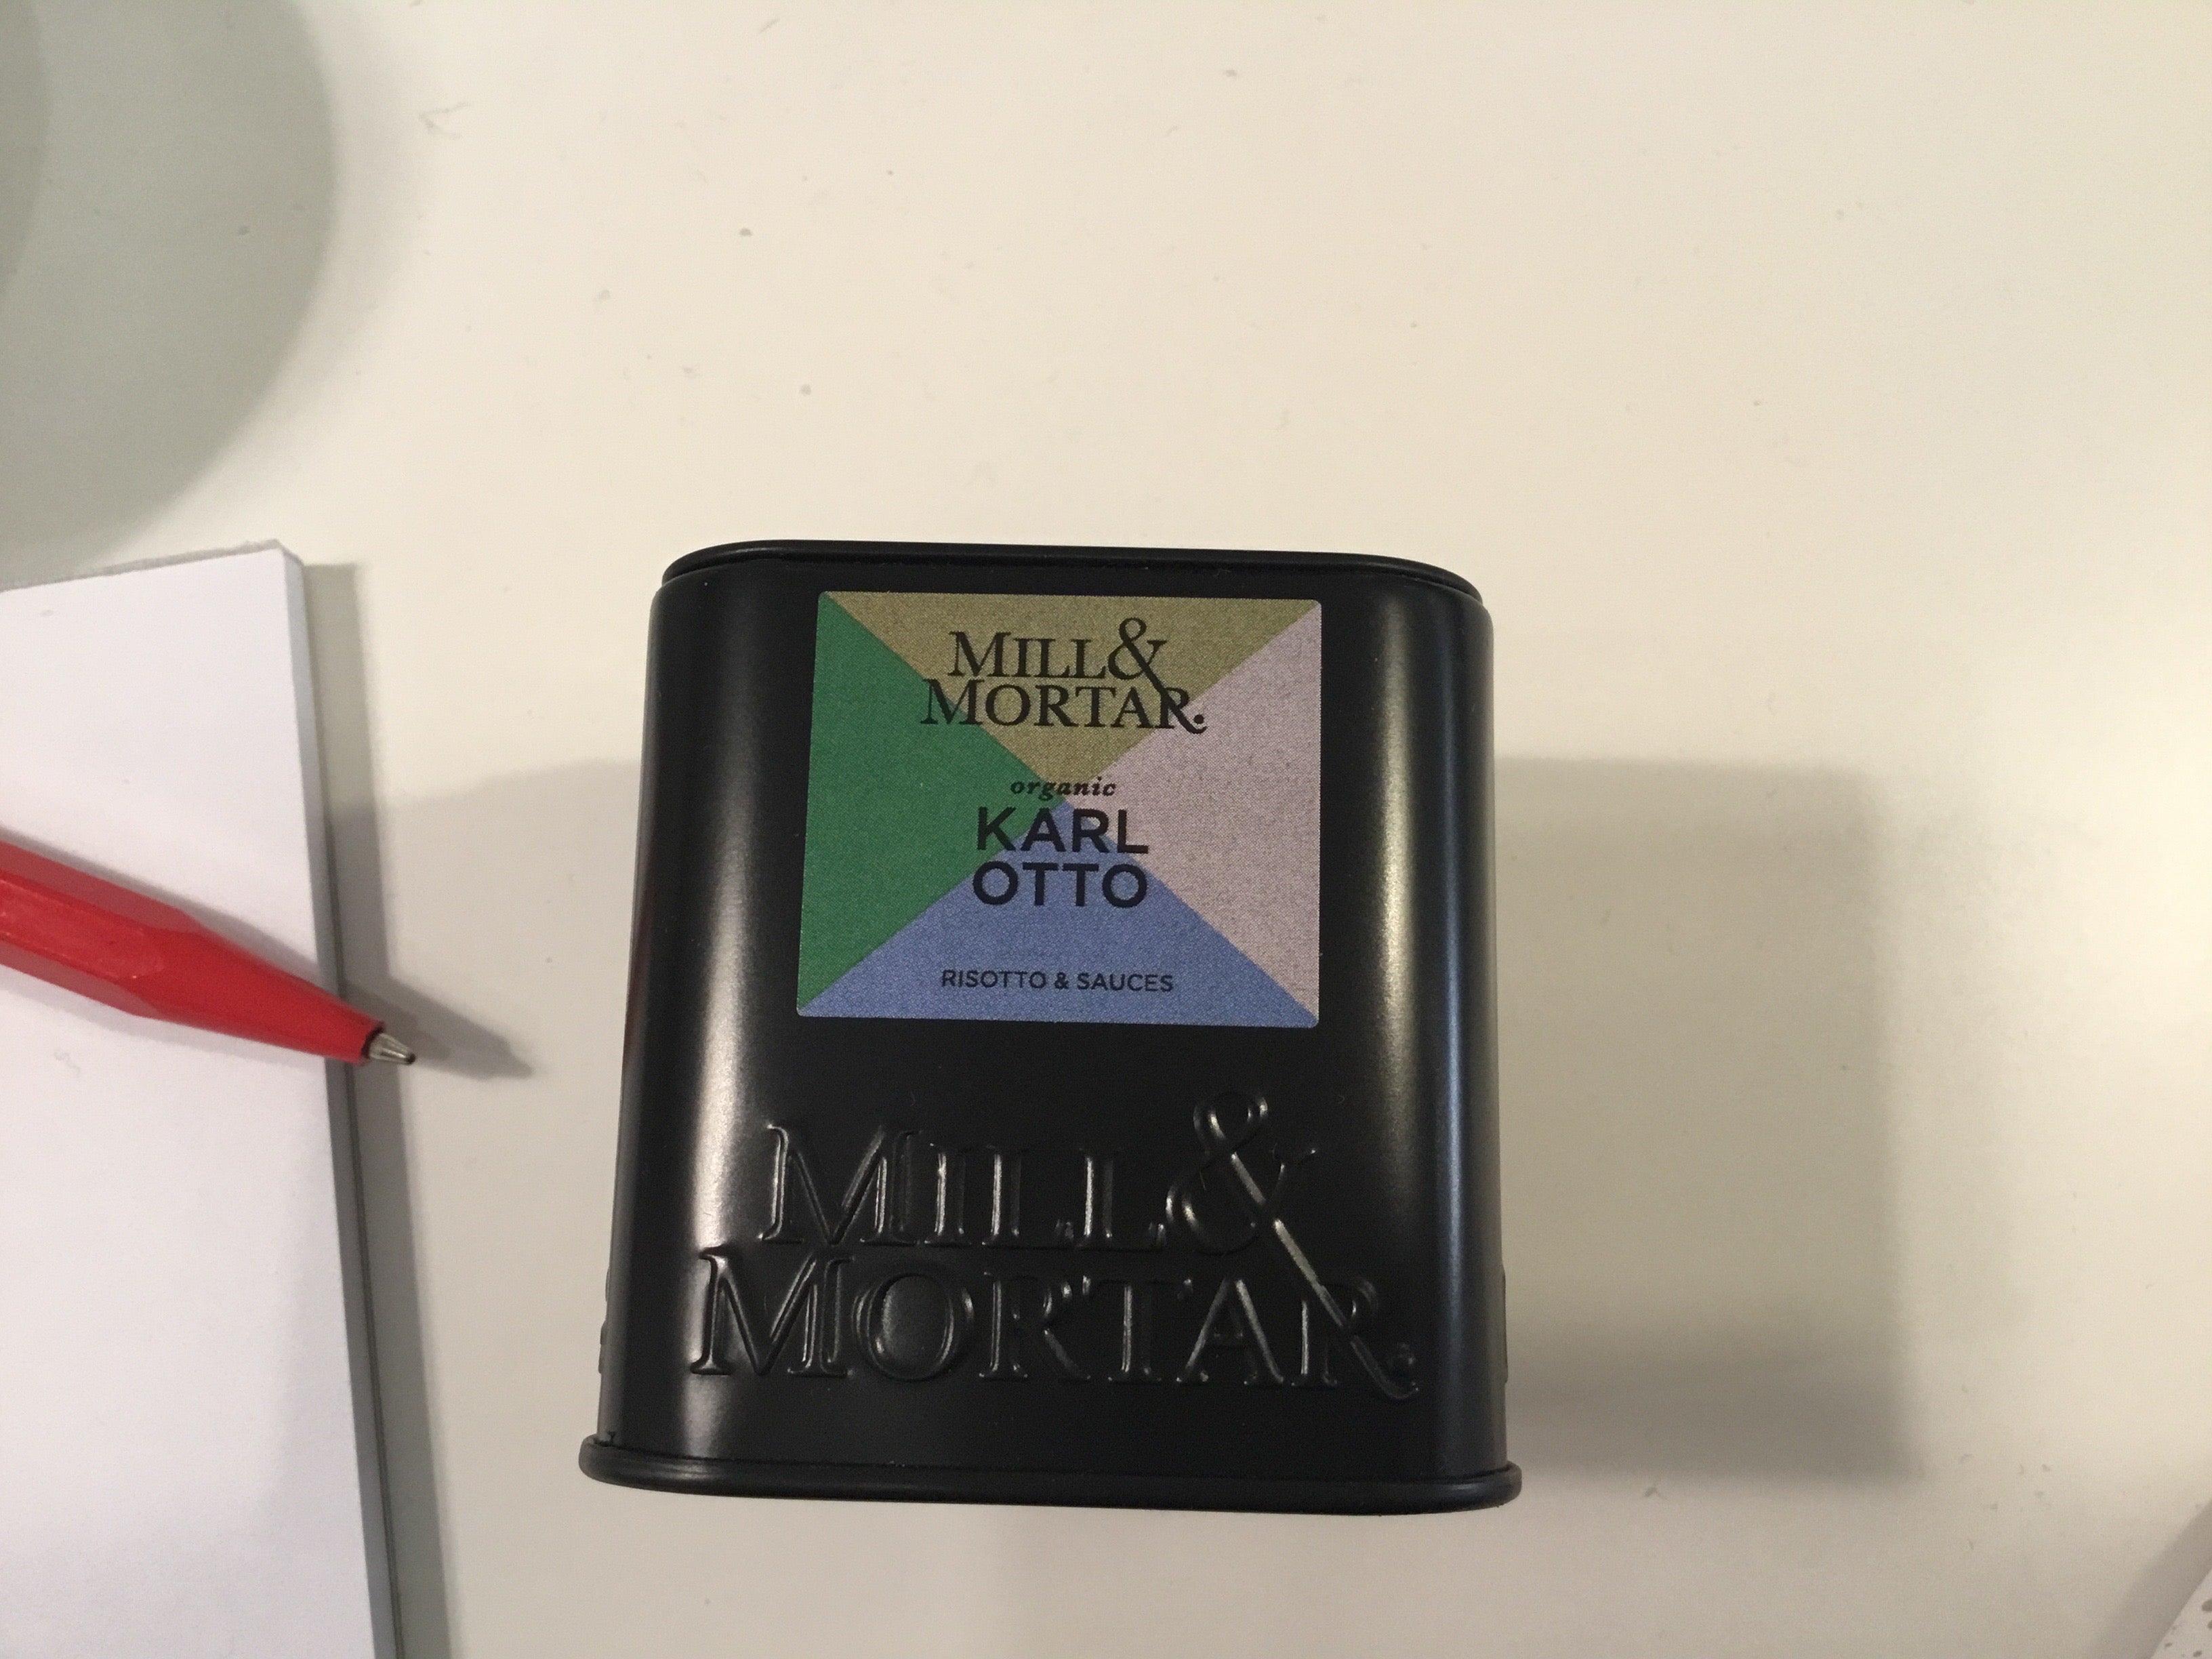 MILL&
MORTAR.
organic
KARL
OTTO
RISOTTO & SAUCES
MILL&
MORTAR.